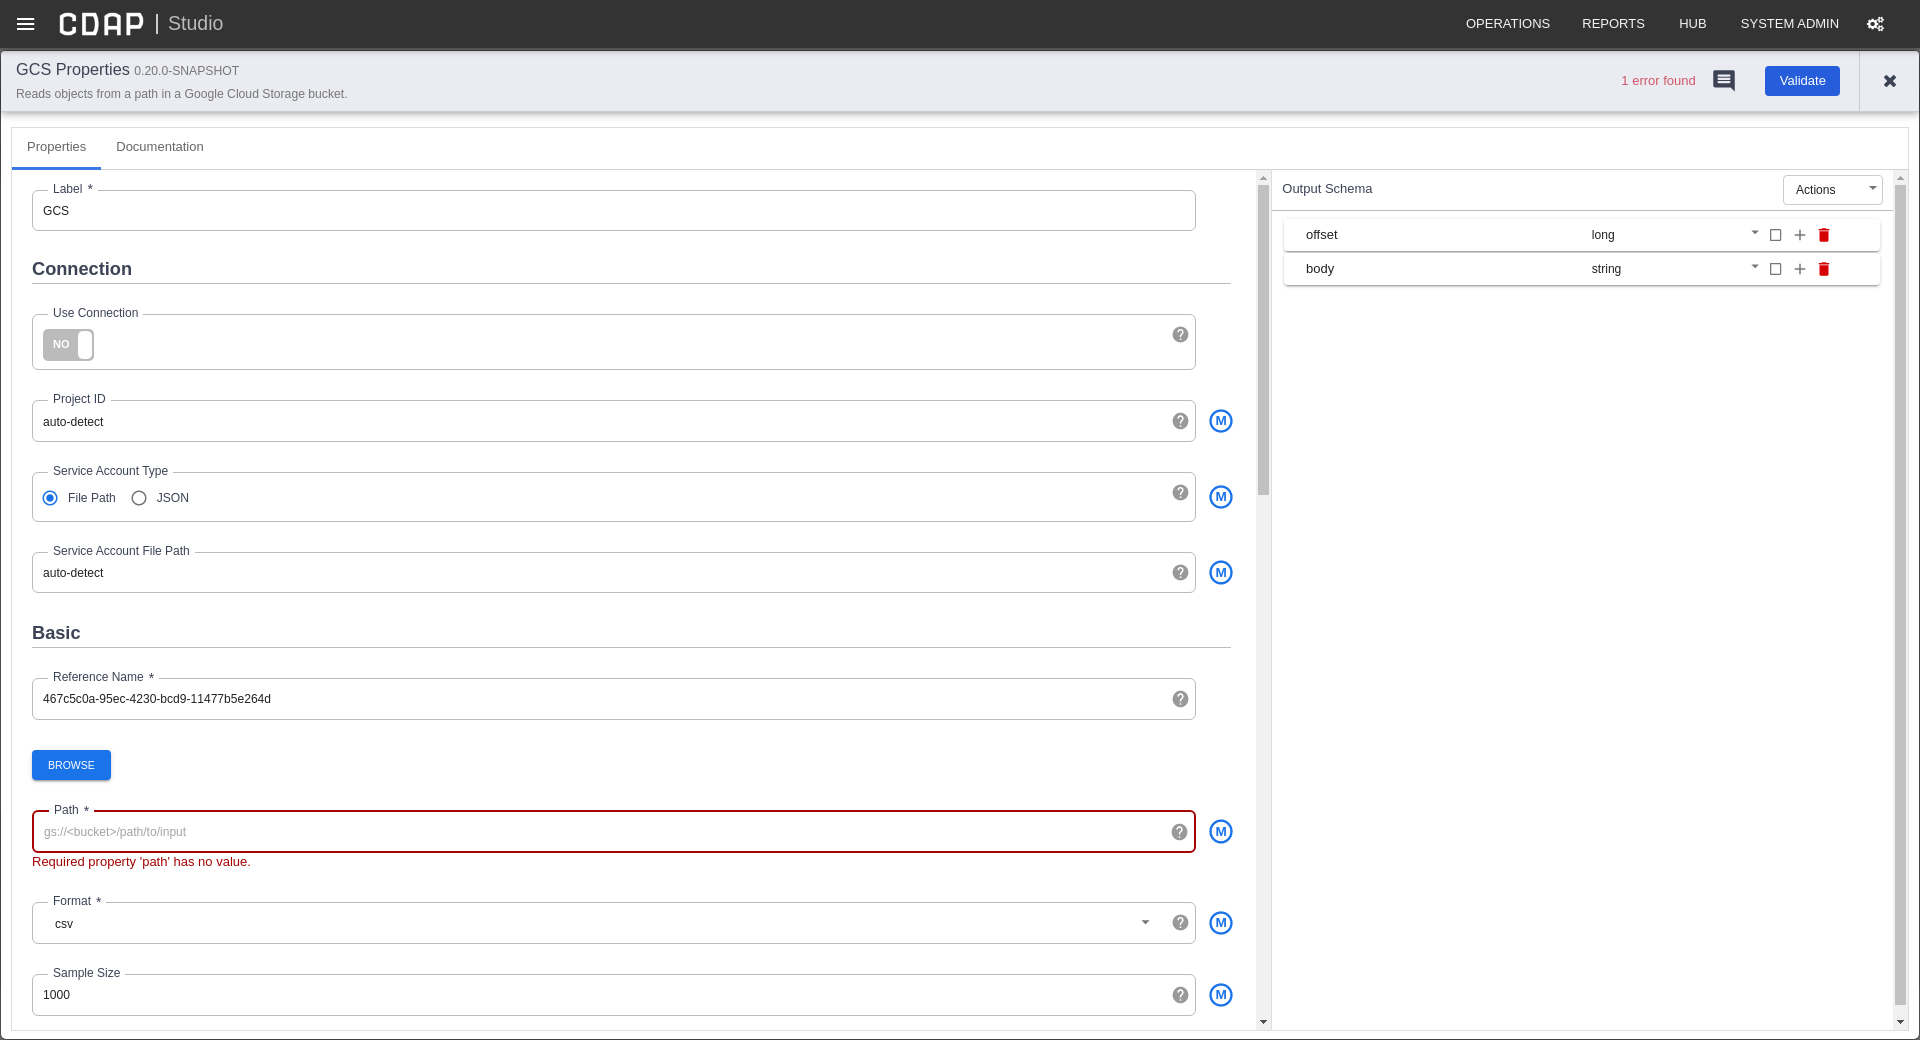 CDAP | Studio
OPERATIONS REPORTS HUB SYSTEM ADMIN
GCS Properties 0.20.0-SNAPSHOT
Reads objects from a path in a Google Cloud Storage bucket.
1 error found
Validate
Properties Documentation
Label *
GCS
Connection
Use Connection
NO
Project ID
auto-detect
M
Service Account Type
File Path JSON
M
Service Account File Path
auto-detect
M
Basic
Reference Name *
467c5c0a-95ec-4230-bcd9-11477b5e264d
BROWSE
Path *
gs://<bucket>/path/to/input
M
Required property 'path' has no value.
Format *
csv
M
Sample Size
1000
M
Output Schema
Actions
offset long
body string